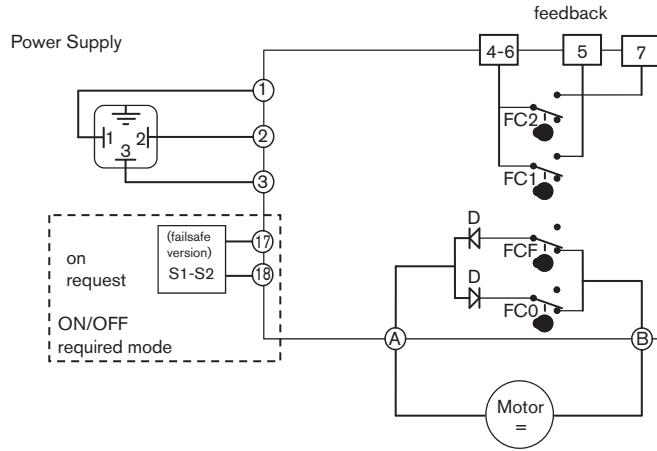 feedback
Power Supply
4-6
5
7
1
2
3
1
2
3
FC2
FC1
(failsafe
version)
S1-S2
17
18
on
request
ON/OFF
required mode
D
FCF
D
FC0
A
B
Motor
=